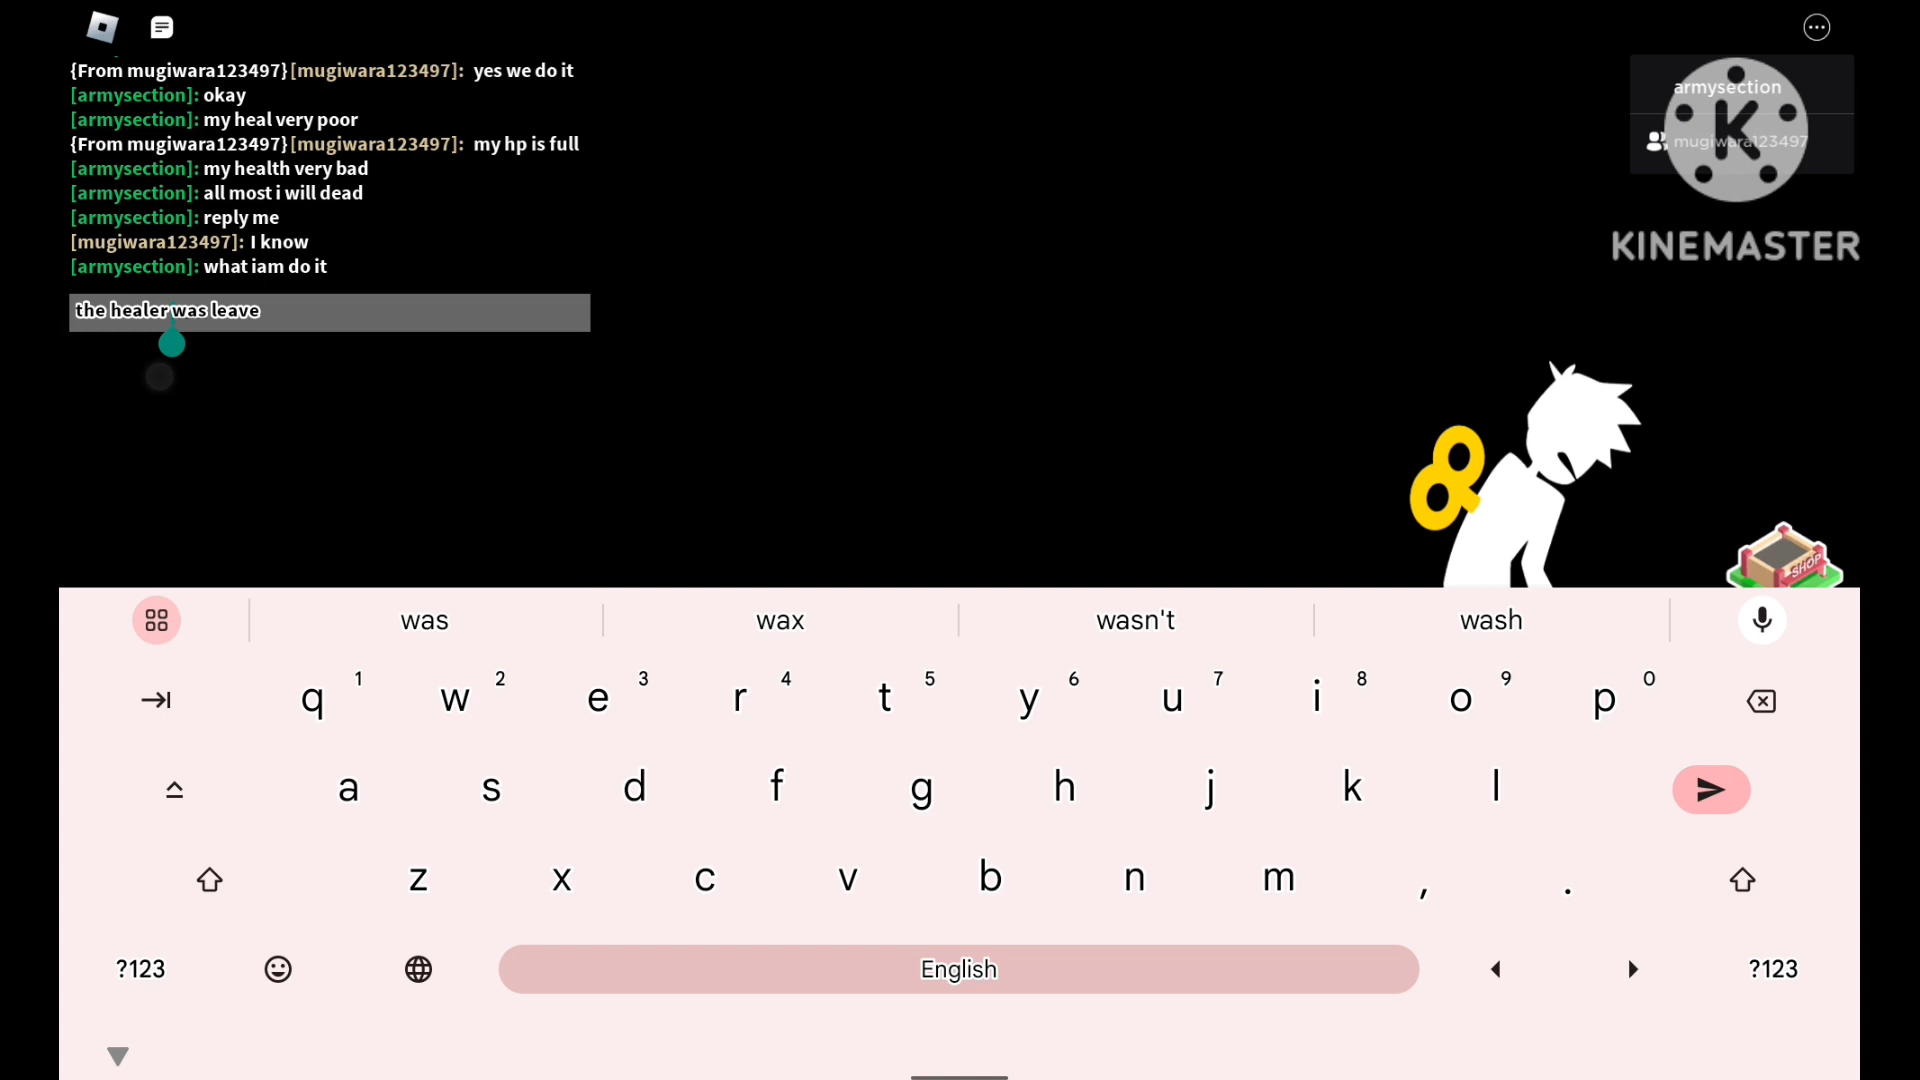 {From mugiwara123497}[mugiwara123497]: yes we do it
[armysection]: okay
[armysection]: my heal very poor
{From mugiwara123497}[mugiwara123497]: my hp is full
[armysection]: my health very bad
[armysection]: all most i will dead
[armysection]: reply me
[mugiwara123497]: I know
[armysection]: what iam do it
the healer was leave
armysection
mugiwara123497
K
KINEMASTER
SHOP
was wax wasn't wash
1 2 3 4 5 6 7 8 9 0
q w e r t y u i o p
a s d f g h j k l
z x c v b n m , .
?123 English ?123